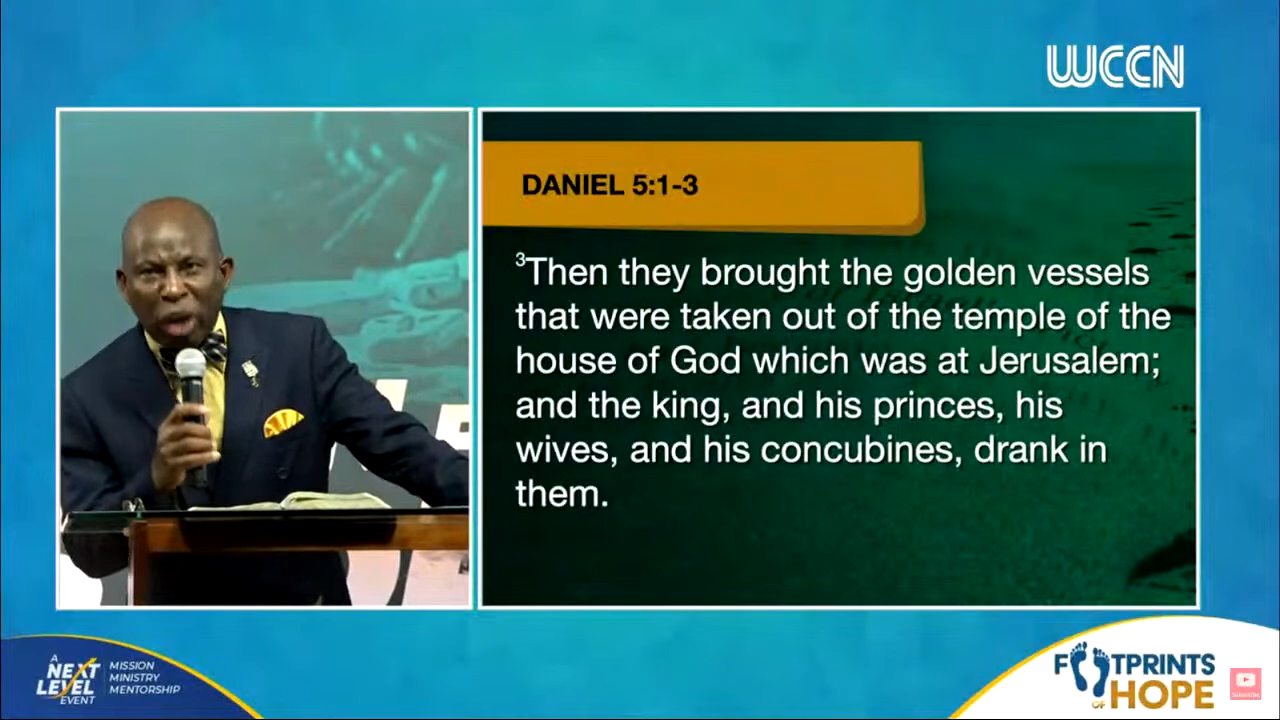 WCCN
DANIEL 5:1-3
³Then they brought the golden vessels
that were taken out of the temple of the
house of God which was at Jerusalem;
and the king, and his princes, his
wives, and his concubines, drank in
them.
A
NEXT
LEVEL
EVENT
MISSION
MINISTRY
MENTORSHIP
FOOTPRINTS
OF HOPE
Subscribe